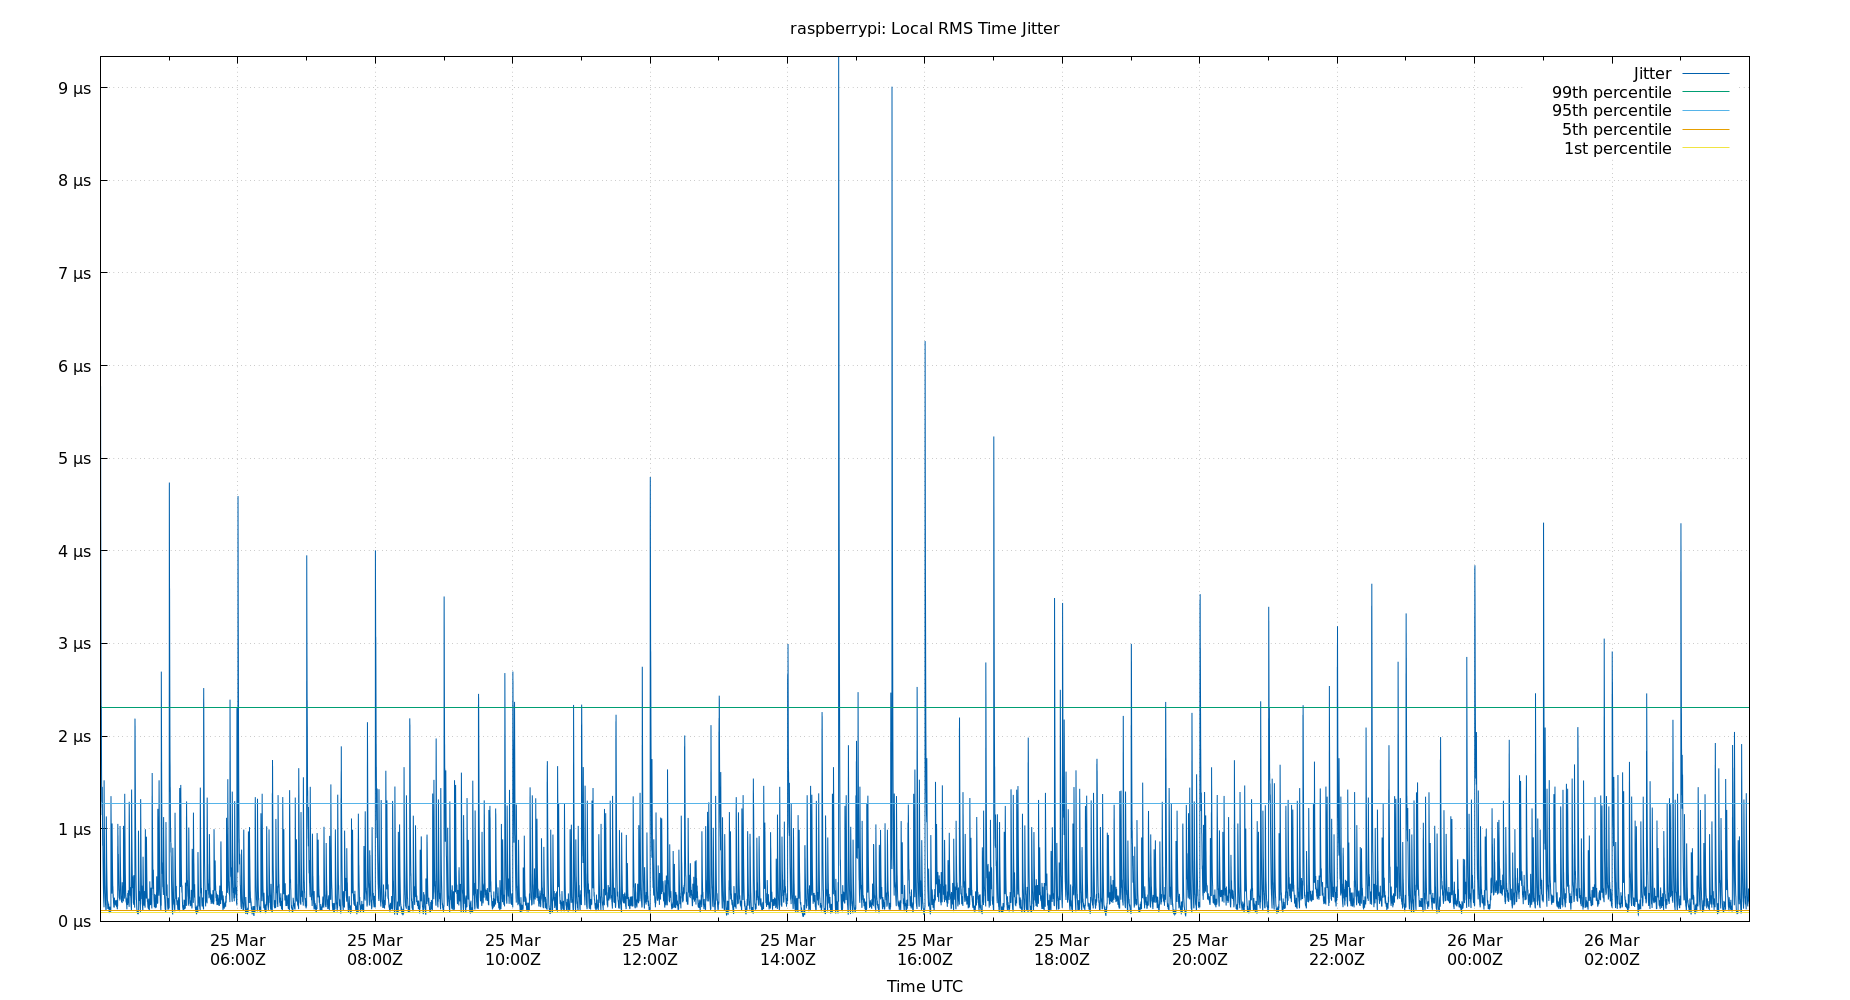 raspberrypi: Local RMS Time Jitter
Jitter
99th percentile
95th percentile
5th percentile
1st percentile
9 µs
8 µs
7 µs
6 µs
5 µs
4 µs
3 µs
2 µs
1 µs
0 µs
25 Mar 25 Mar 25 Mar 25 Mar 25 Mar 25 Mar 25 Mar 25 Mar 25 Mar 26 Mar 26 Mar
06:00Z 08:00Z 10:00Z 12:00Z 14:00Z 16:00Z 18:00Z 20:00Z 22:00Z 00:00Z 02:00Z
Time UTC